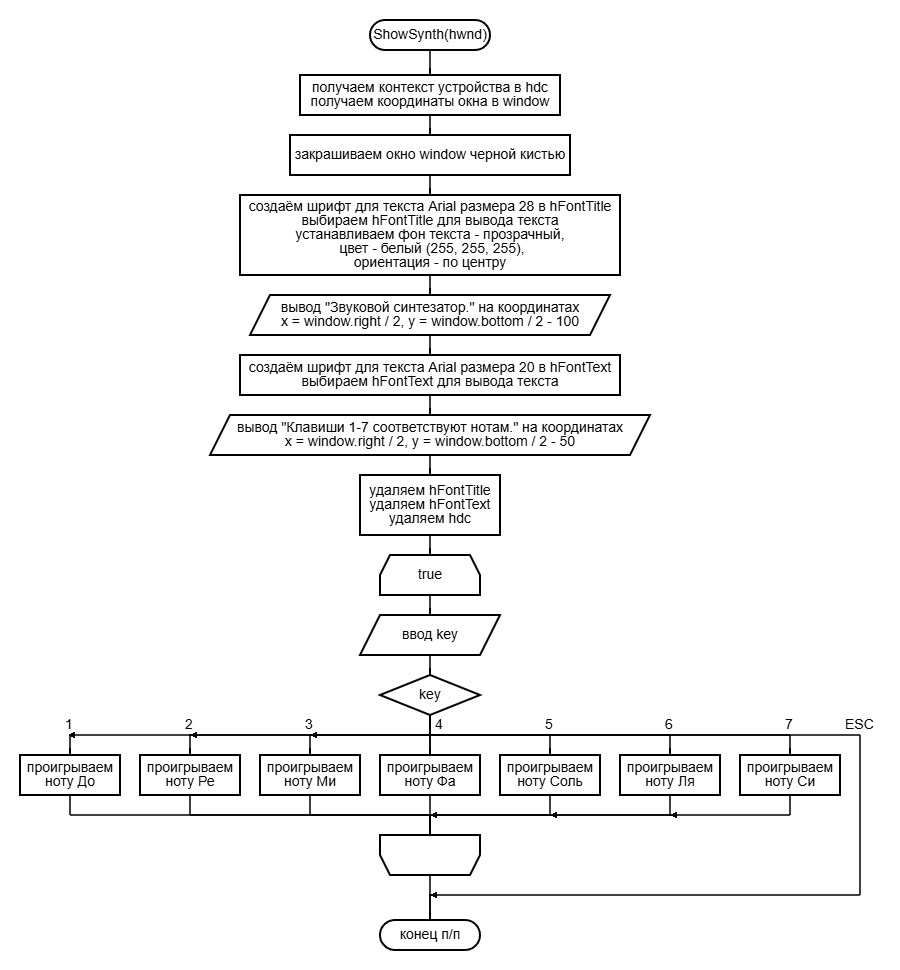 ShowSynth(hwnd)
получаем контекст устройства в hdc
получаем координаты окна в window
закрашиваем окно window черной кистью
создаём шрифт для текста Arial размера 28 в hFontTitle
выбираем hFontTitle для вывода текста
устанавливаем фон текста - прозрачный,
цвет - белый (255, 255, 255),
ориентация - по центру
вывод "Звуковой синтезатор." на координатах
x = window.right / 2, y = window.bottom / 2 - 100
создаём шрифт для текста Arial размера 20 в hFontText
выбираем hFontText для вывода текста
вывод "Клавиши 1-7 соответствуют нотам." на координатах
x = window.right / 2, y = window.bottom / 2 - 50
удаляем hFontTitle
удаляем hFontText
удаляем hdc
true
ввод key
key
1
2
3
4
5
6
7
ESC
проигрываем
ноту До
проигрываем
ноту Ре
проигрываем
ноту Ми
проигрываем
ноту Фа
проигрываем
ноту Соль
проигрываем
ноту Ля
проигрываем
ноту Си
конец п/п